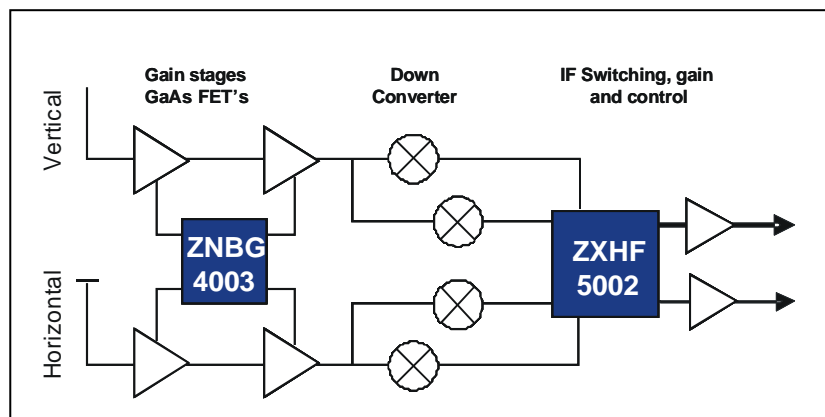 Gain stages
GaAs FET's
Down
Converter
IF Switching, gain
and control
Vertical
ZNBG
4003
ZXHF
5002
Horizontal